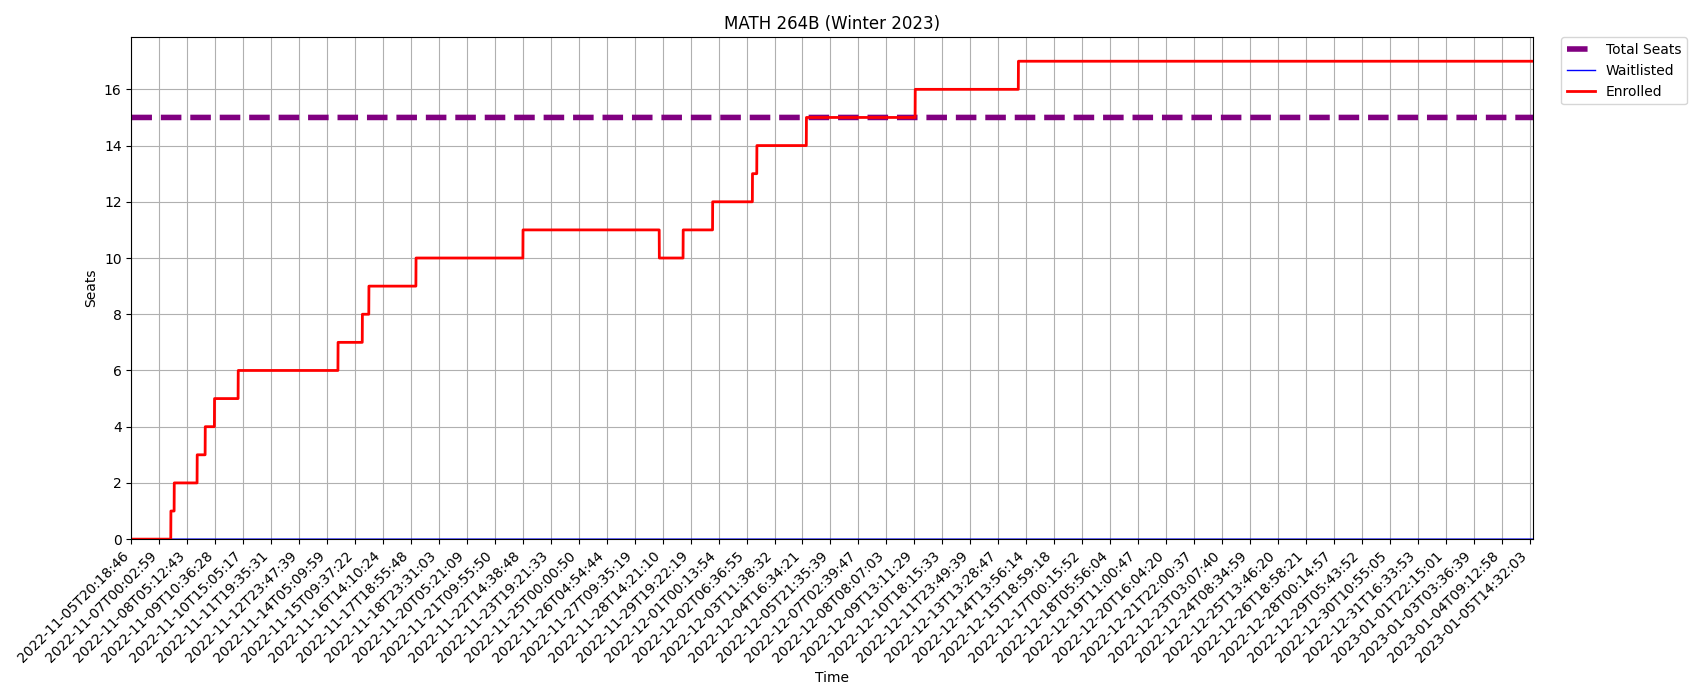 MATH 264B (Winter 2023)
Total Seats
Waitlisted
Enrolled
Seats
16
14
12
10
8
6
4
2
0
2022-11-05T20:18:46
2022-11-07T00:02:59
2022-11-08T05:12:43
2022-11-09T10:36:28
2022-11-10T15:05:17
2022-11-11T19:35:31
2022-11-12T23:47:39
2022-11-14T05:09:59
2022-11-15T09:37:22
2022-11-16T14:10:24
2022-11-17T18:55:48
2022-11-18T23:31:03
2022-11-20T05:21:09
2022-11-21T09:55:50
2022-11-22T14:38:48
2022-11-23T19:21:33
2022-11-25T00:00:50
2022-11-26T04:54:44
2022-11-27T09:35:19
2022-11-28T14:21:10
2022-11-29T19:22:19
2022-12-01T00:13:54
2022-12-02T06:36:55
2022-12-03T11:38:32
2022-12-04T16:34:21
2022-12-05T21:35:39
2022-12-07T02:39:47
2022-12-08T08:07:03
2022-12-09T13:11:29
2022-12-10T18:15:33
2022-12-11T23:49:39
2022-12-13T13:28:47
2022-12-14T13:56:14
2022-12-15T18:59:18
2022-12-17T00:15:52
2022-12-18T05:56:04
2022-12-19T11:00:47
2022-12-20T16:04:20
2022-12-21T22:00:37
2022-12-23T03:07:40
2022-12-24T08:34:59
2022-12-25T13:46:20
2022-12-26T18:58:21
2022-12-28T00:14:57
2022-12-29T05:43:52
2022-12-30T10:55:05
2022-12-31T16:33:53
2023-01-01T22:15:01
2023-01-03T03:36:39
2023-01-04T09:12:58
2023-01-05T14:32:03
Time